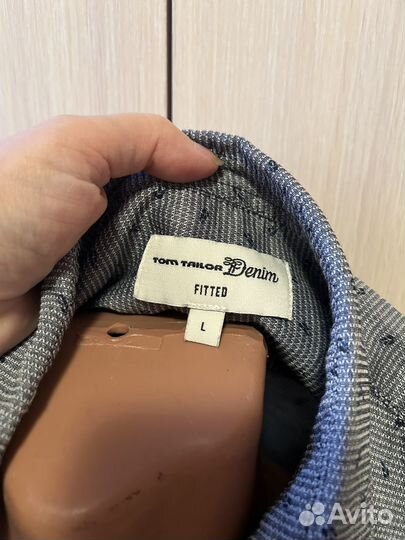 TOM TAILOR Denim
FITTED
L
Avito